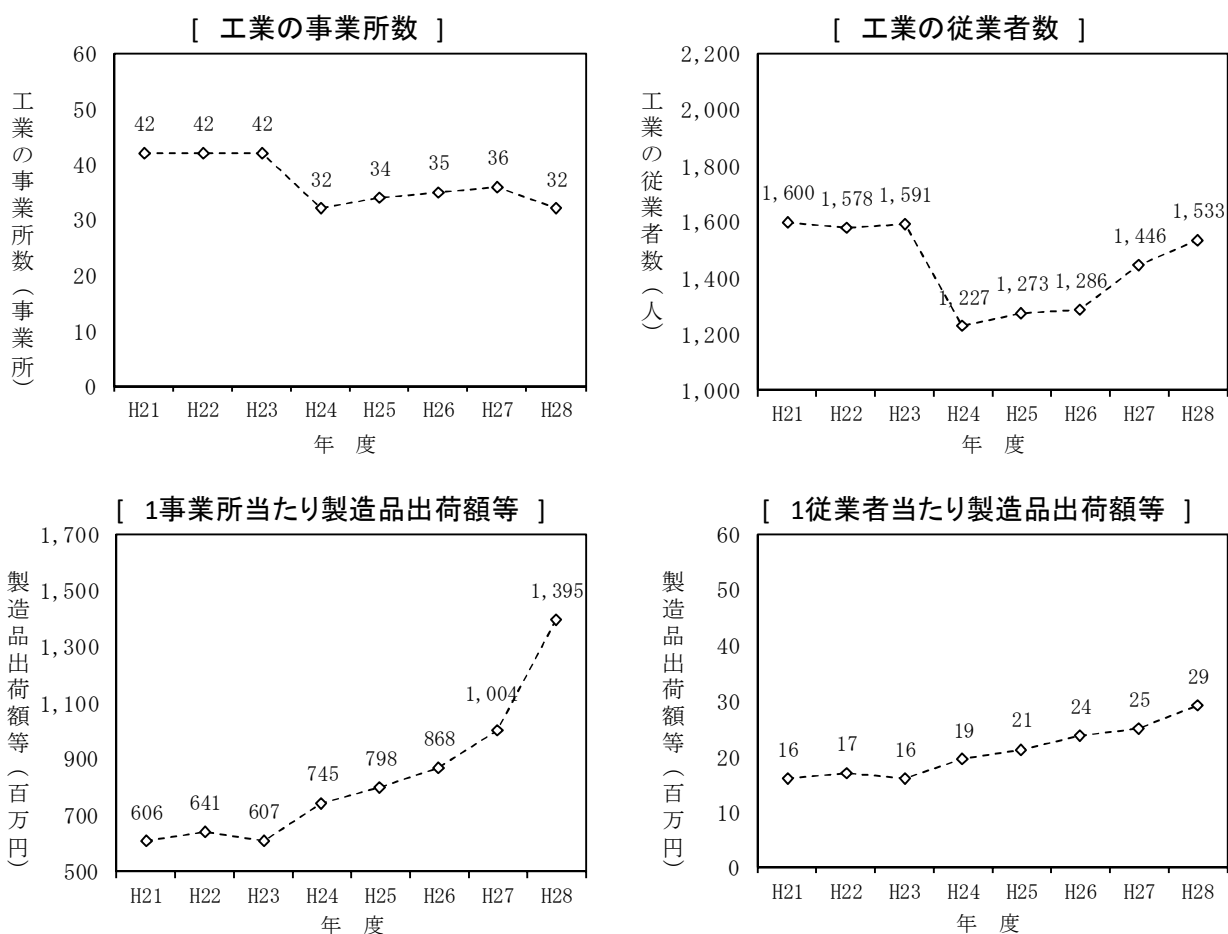 [ 工業の事業所数 ]
工業の事業所数(事業所)
60
50
40
30
20
10
0
42 42 42 32 34 35 36 32
H21 H22 H23 H24 H25 H26 H27 H28
年 度
[ 工業の従業者数 ]
工業の従業者数(人)
2,200
2,000
1,800
1,600
1,400
1,200
1,000
1,600 1,578 1,591 1,227 1,273 1,286 1,446 1,533
H21 H22 H23 H24 H25 H26 H27 H28
年 度
[ 1事業所当たり製造品出荷額等 ]
製造品出荷額等(百万円)
1,700
1,500
1,300
1,100
900
700
500
606 641 607 745 798 868 1,004 1,395
H21 H22 H23 H24 H25 H26 H27 H28
年 度
[ 1従業者当たり製造品出荷額等 ]
製造品出荷額等(百万円)
60
50
40
30
20
10
0
16 17 16 19 21 24 25 29
H21 H22 H23 H24 H25 H26 H27 H28
年 度